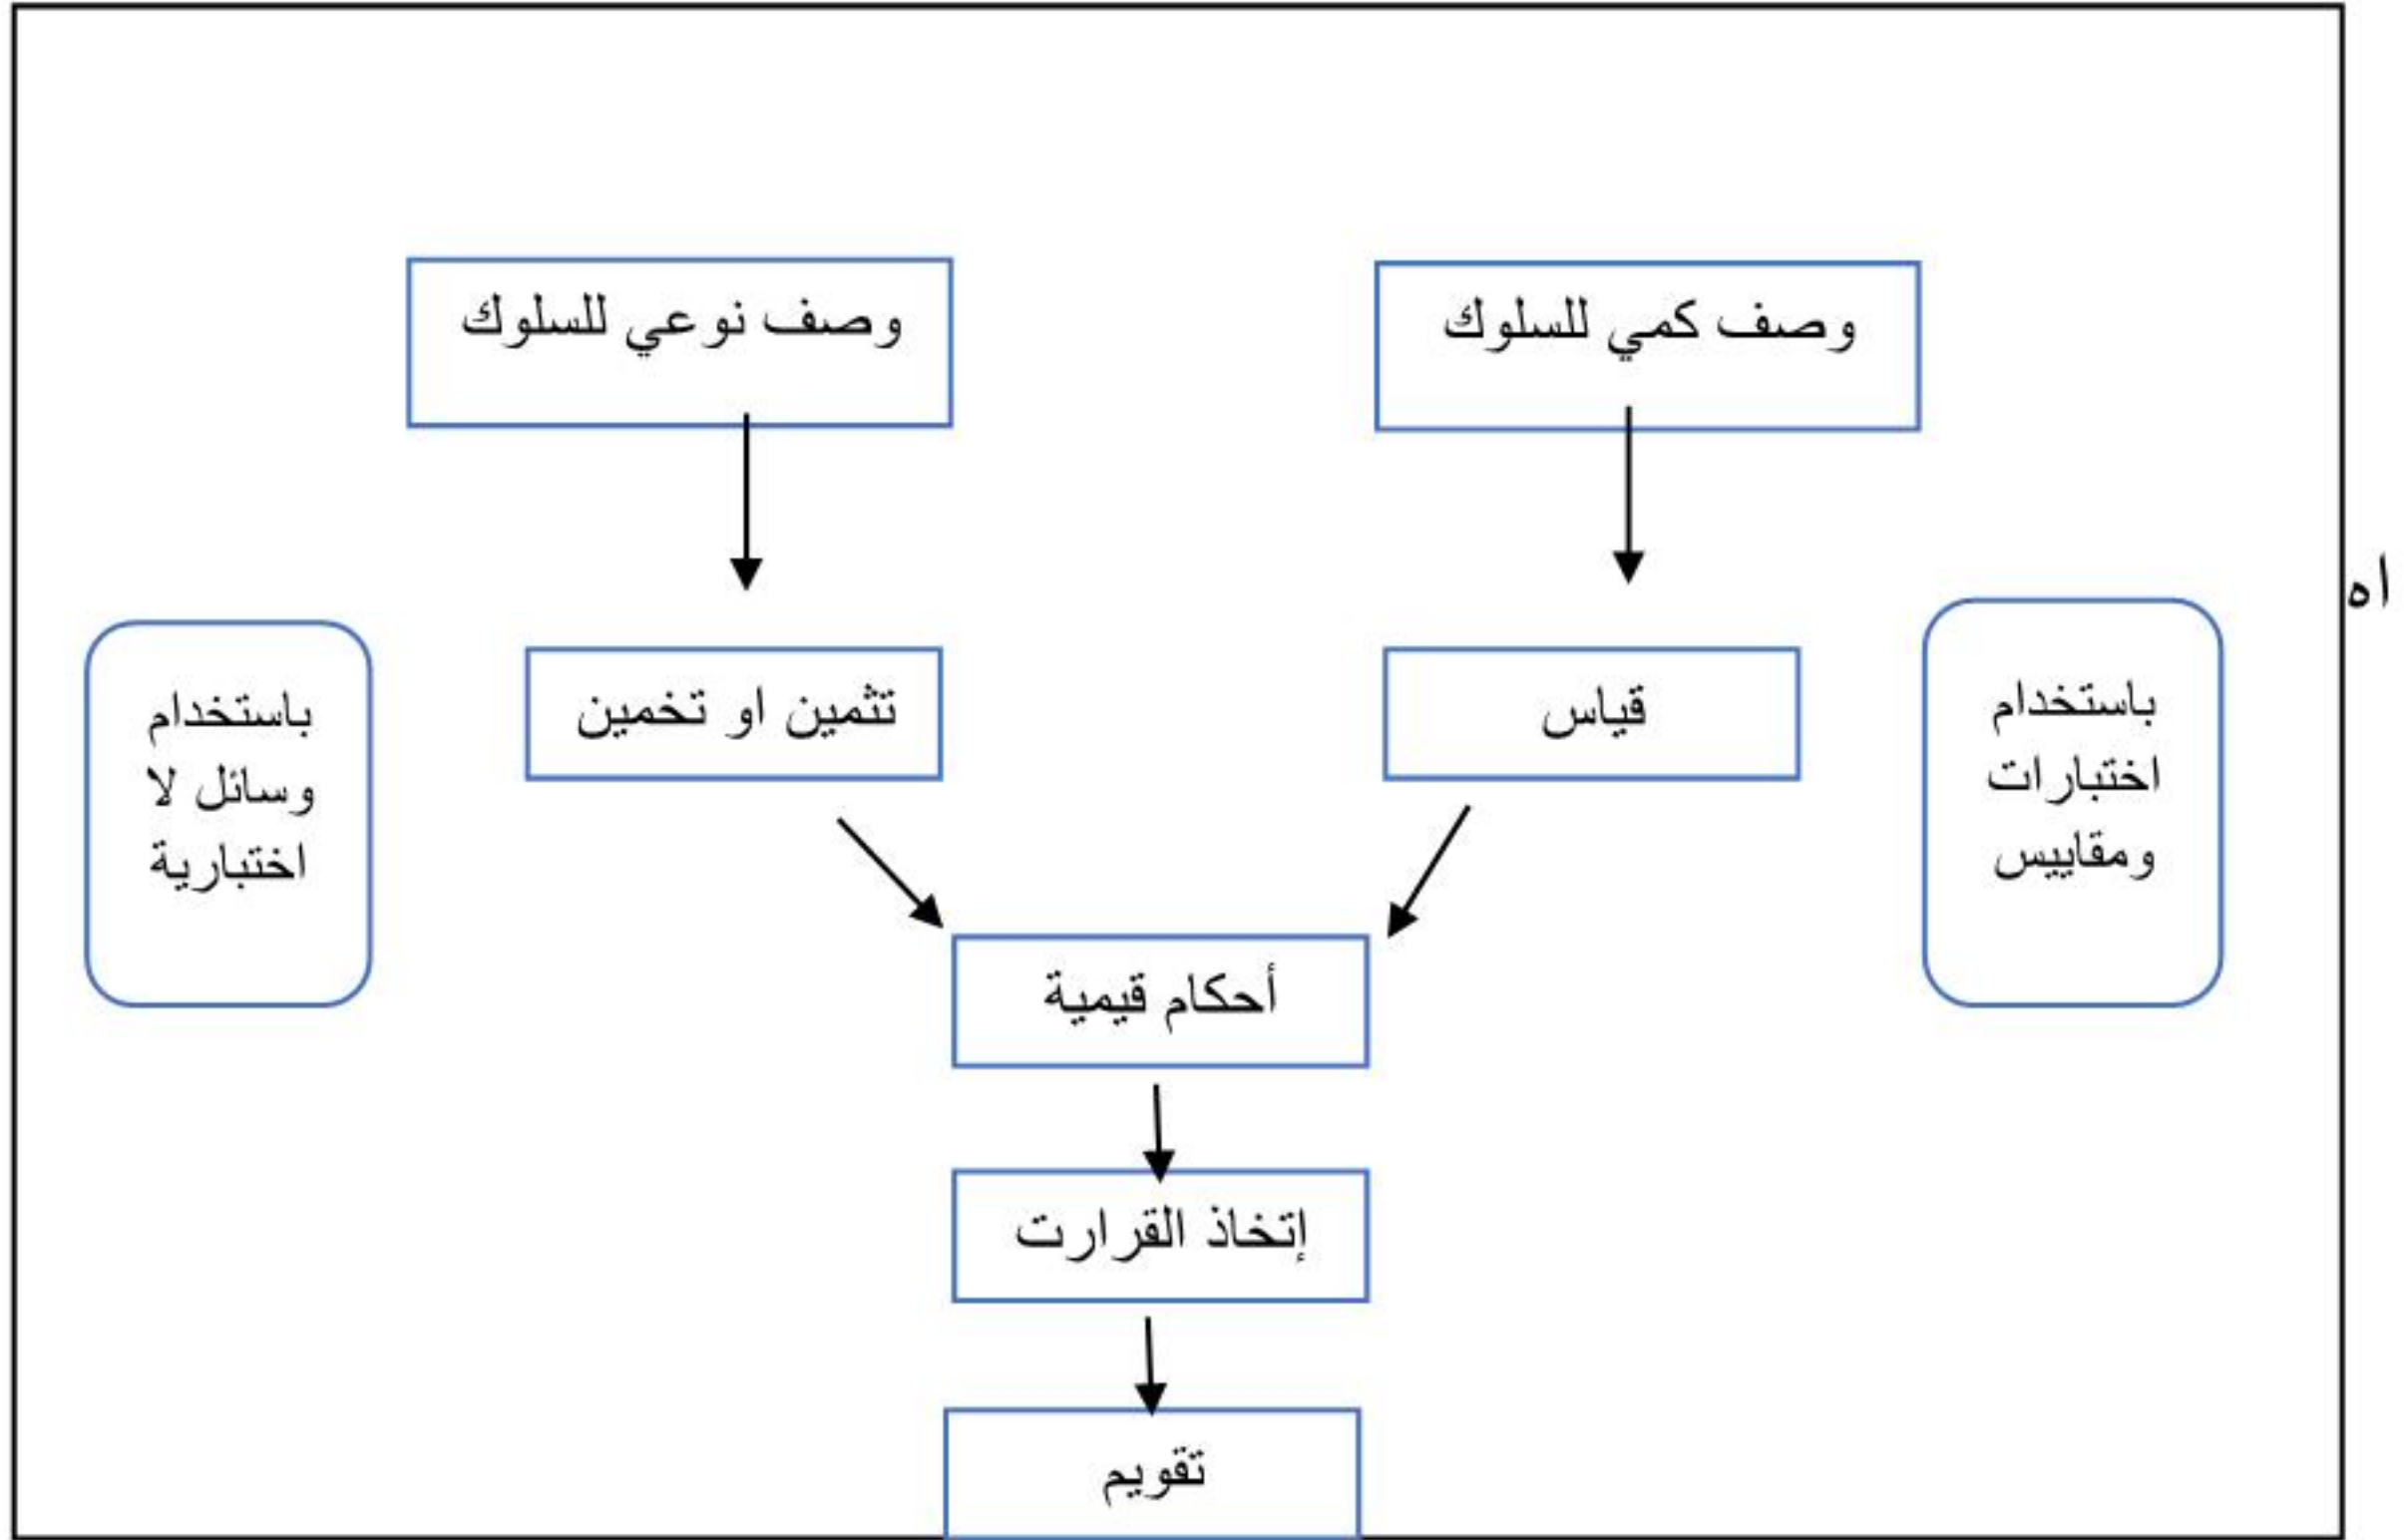 وصف كمي للسلوك
وصف نوعي للسلوك
اه
باستخدام
اختبارات
ومقاييس
قياس
تثمين او تخمين
باستخدام
وسائل لا
اختبارية
أحكام قيمية
إتخاذ القرارت
تقويم